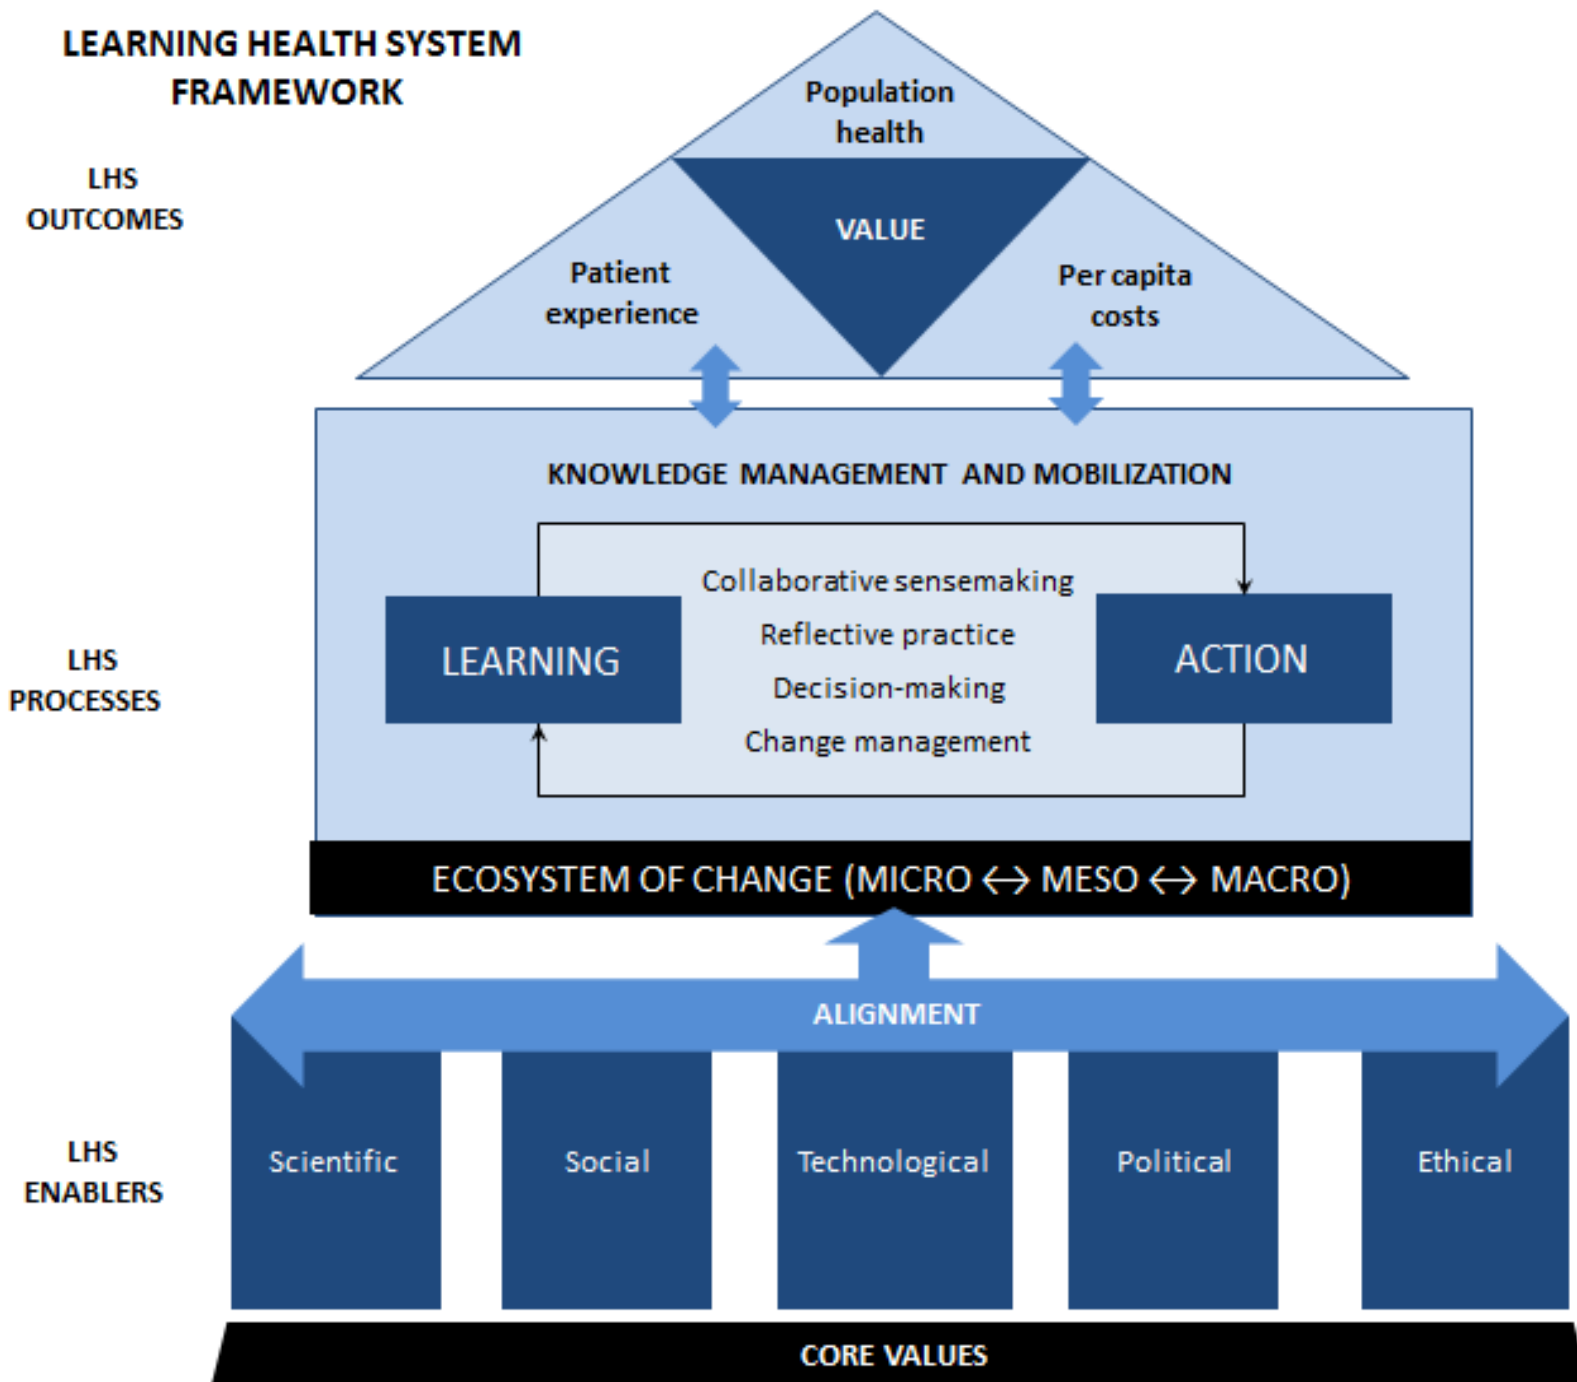 LEARNING HEALTH SYSTEM
FRAMEWORK
LHS
OUTCOMES
Population
health
VALUE
Patient
experience
Per capita
costs
LHS
PROCESSES
KNOWLEDGE MANAGEMENT AND MOBILIZATION
LEARNING
Collaborative sensemaking
Reflective practice
Decision-making
Change management
ACTION
ECOSYSTEM OF CHANGE (MICRO ↔ MESO ↔ MACRO)
ALIGNMENT
LHS
ENABLERS
Scientific
Social
Technological
Political
Ethical
CORE VALUES